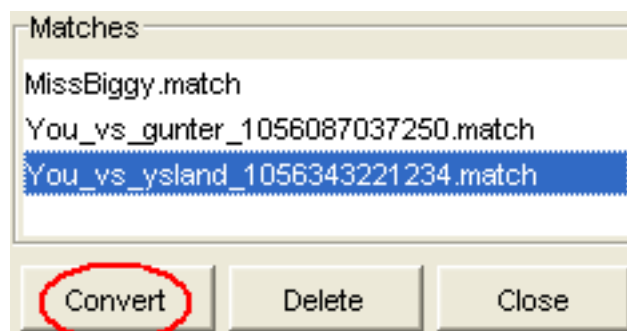 Matches
MissBiggy.match
You_vs_gunter_1056087037250.match
You_vs_ysland_1056343221234.match
Convert Delete Close